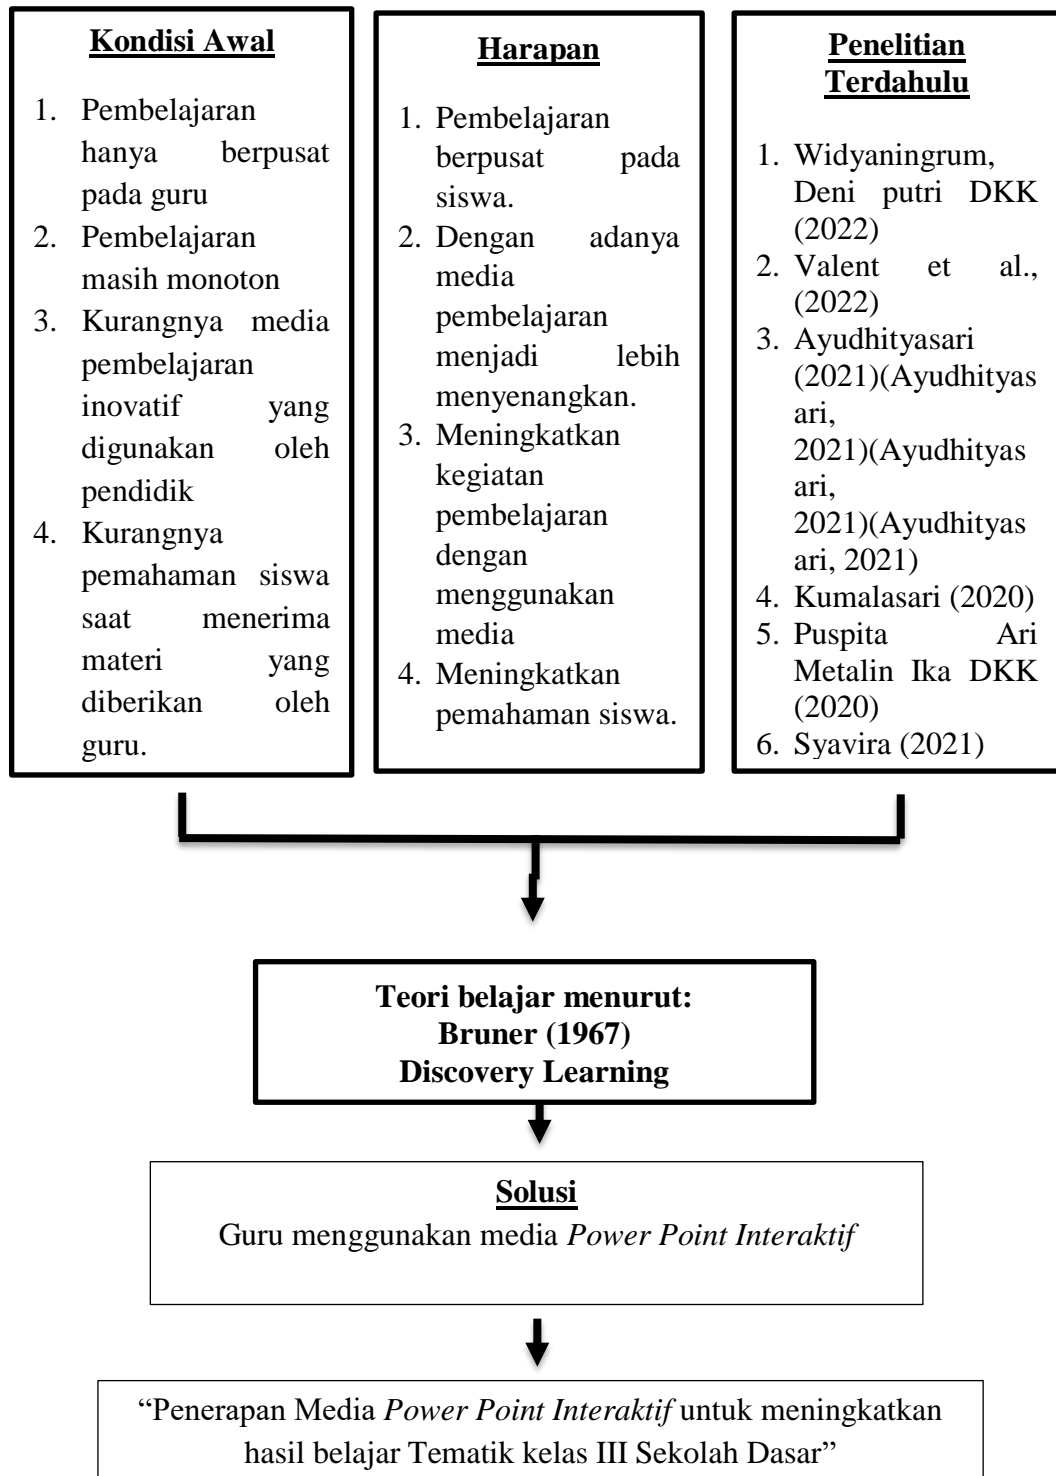 Kondisi Awal
1. Pembelajaran
hanya berpusat
pada guru
2. Pembelajaran
masih monoton
3. Kurangnya media
pembelajaran
inovatif yang
digunakan oleh
pendidik
4. Kurangnya
pemahaman siswa
saat menerima
materi yang
diberikan oleh
guru.
Harapan
1. Pembelajaran
berpusat pada
siswa.
2. Dengan adanya
media
pembelajaran
menjadi lebih
menyenangkan.
3. Meningkatkan
kegiatan
pembelajaran
dengan
menggunakan
media
4. Meningkatkan
pemahaman siswa.
Penelitian
Terdahulu
1. Widyaningrum,
Deni putri DKK
(2022)
2. Valent et al.,
(2022)
3. Ayudhityasari
(2021)(Ayudhityas
ari,
2021)(Ayudhityas
ari,
2021)(Ayudhityas
ari, 2021)
4. Kumalasari (2020)
5. Puspita Ari
Metalin Ika DKK
(2020)
6. Syavira (2021)
Teori belajar menurut:
Bruner (1967)
Discovery Learning
Solusi
Guru menggunakan media Power Point Interaktif
“Penerapan Media Power Point Interaktif untuk meningkatkan
hasil belajar Tematik kelas III Sekolah Dasar”